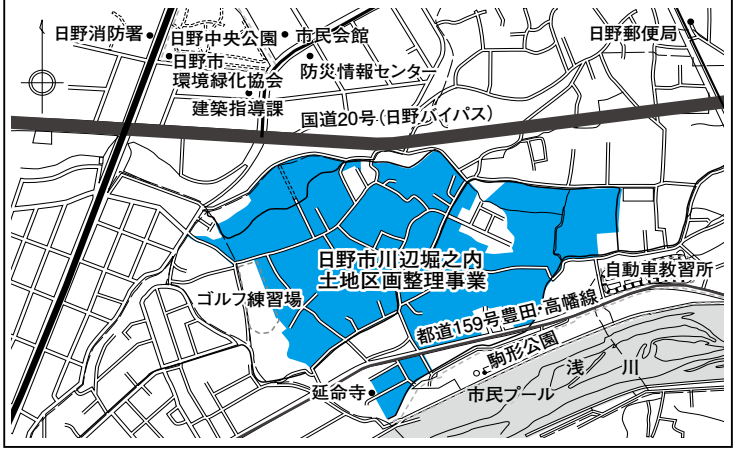 日野消防署
日野中央公園
市民会館
日野郵便局
日野市
環境緑化協会
防災情報センター
建築指導課
国道20号(日野バイパス)
日野市川辺堀之内
土地区画整理事業
ゴルフ練習場
自動車教習所
都道159号豊田・高幡線
駒形公園
延命寺
市民プール
浅川